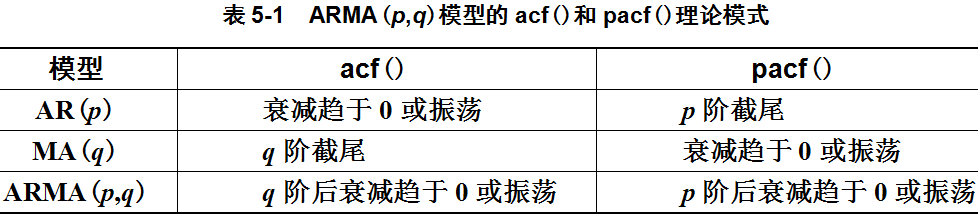 表 5-1 ARMA(p,q)模型的 acf()和 pacf()理论模式
模型 acf() pacf()
AR(p) 衰减趋于 0 或振荡 p 阶截尾
MA(q) q 阶截尾 衰减趋于 0 或振荡
ARMA(p,q) q 阶后衰减趋于 0 或振荡 p 阶后衰减趋于 0 或振荡